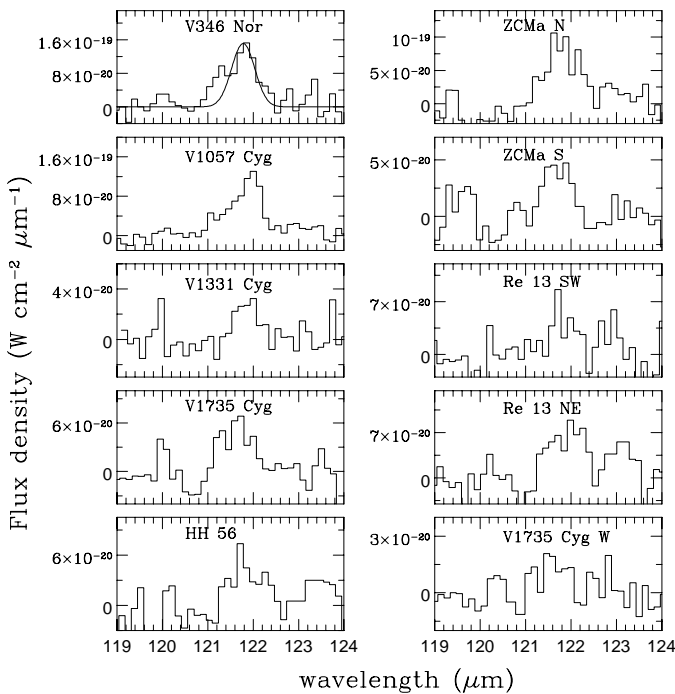 V346 Nor
1.6×10⁻¹⁹
8×10⁻²⁰
0
ZCMa N
10⁻¹⁹
5×10⁻²⁰
0
V1057 Cyg
1.6×10⁻¹⁹
8×10⁻²⁰
0
ZCMa S
5×10⁻²⁰
0
V1331 Cyg
4×10⁻²⁰
0
Re 13 SW
7×10⁻²⁰
0
V1735 Cyg
6×10⁻²⁰
0
Re 13 NE
7×10⁻²⁰
0
HH 56
6×10⁻²⁰
0
V1735 Cyg W
3×10⁻²⁰
0
119 120 121 122 123 124
119 120 121 122 123 124
Flux density (W cm⁻² μm⁻¹)
wavelength (μm)